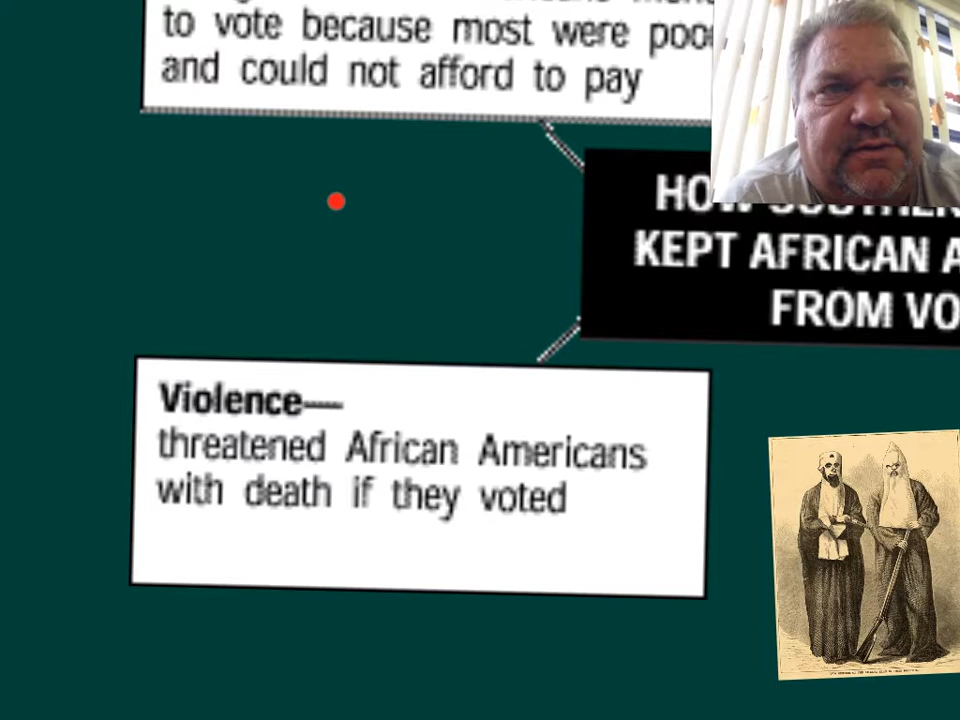 to vote because most were
and could not afford to pay
HOW
KEPT AFRICAN A
FROM VO
Violence—
threatened African Americans
with death if they voted